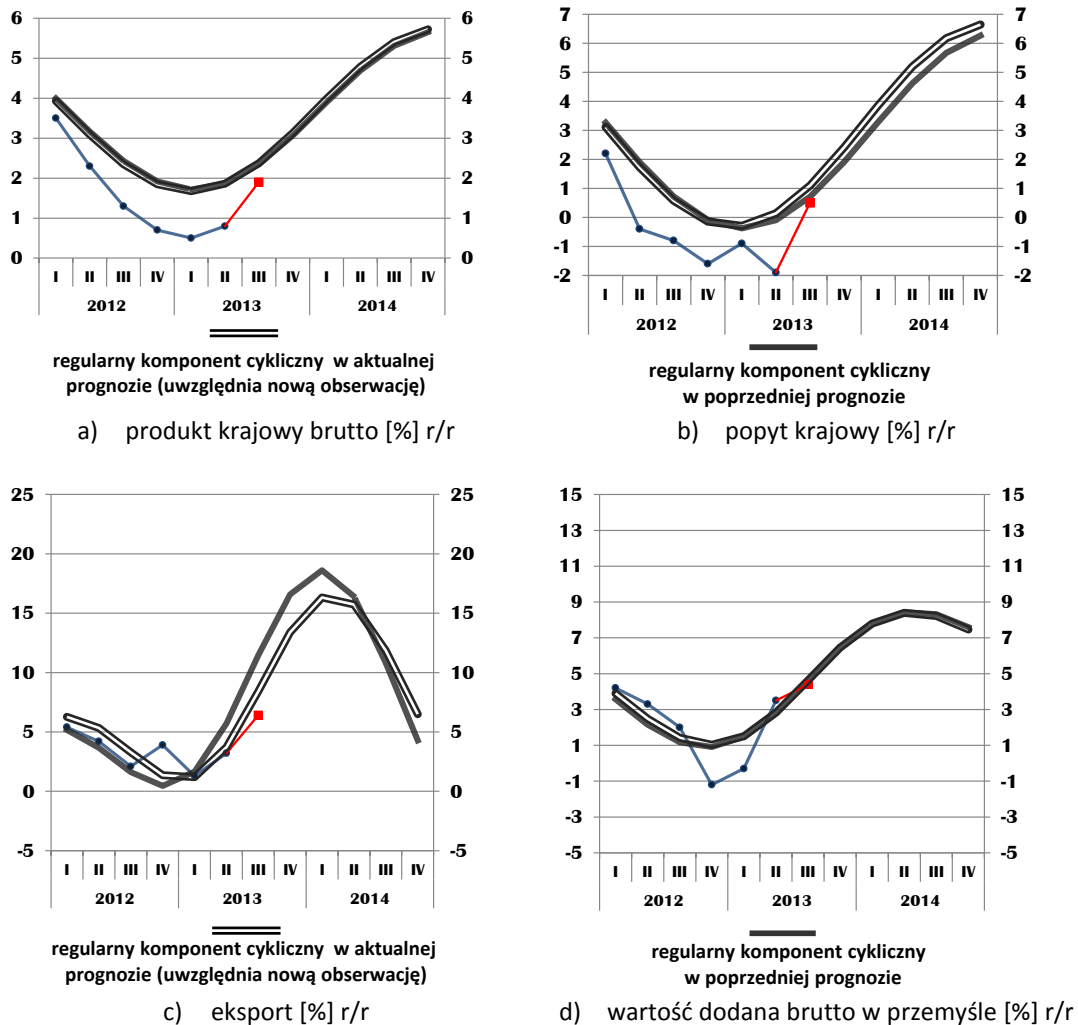 6 6
5 5
4 4
3 3
2 2
1 1
0 0
I II III IV I II III IV I II III IV
2012 2013 2014
regularny komponent cykliczny w aktualnej
prognozie (uwzględnia nową obserwację)
a) produkt krajowy brutto [%] r/r
7 7
6 6
5 5
4 4
3 3
2 2
1 1
0 0
-1 -1
-2 -2
I II III IV I II III IV I II III IV
2012 2013 2014
regularny komponent cykliczny
w poprzedniej prognozie
b) popyt krajowy [%] r/r
25 25
20 20
15 15
10 10
5 5
0 0
-5 -5
I II III IV I II III IV I II III IV
2012 2013 2014
regularny komponent cykliczny w aktualnej
prognozie (uwzględnia nową obserwację)
c) eksport [%] r/r
15 15
13 13
11 11
9 9
7 7
5 5
3 3
1 1
-1 -1
-3 -3
-5 -5
I II III IV I II III IV I II III IV
2012 2013 2014
regularny komponent cykliczny
w poprzedniej prognozie
d) wartość dodana brutto w przemyśle [%] r/r